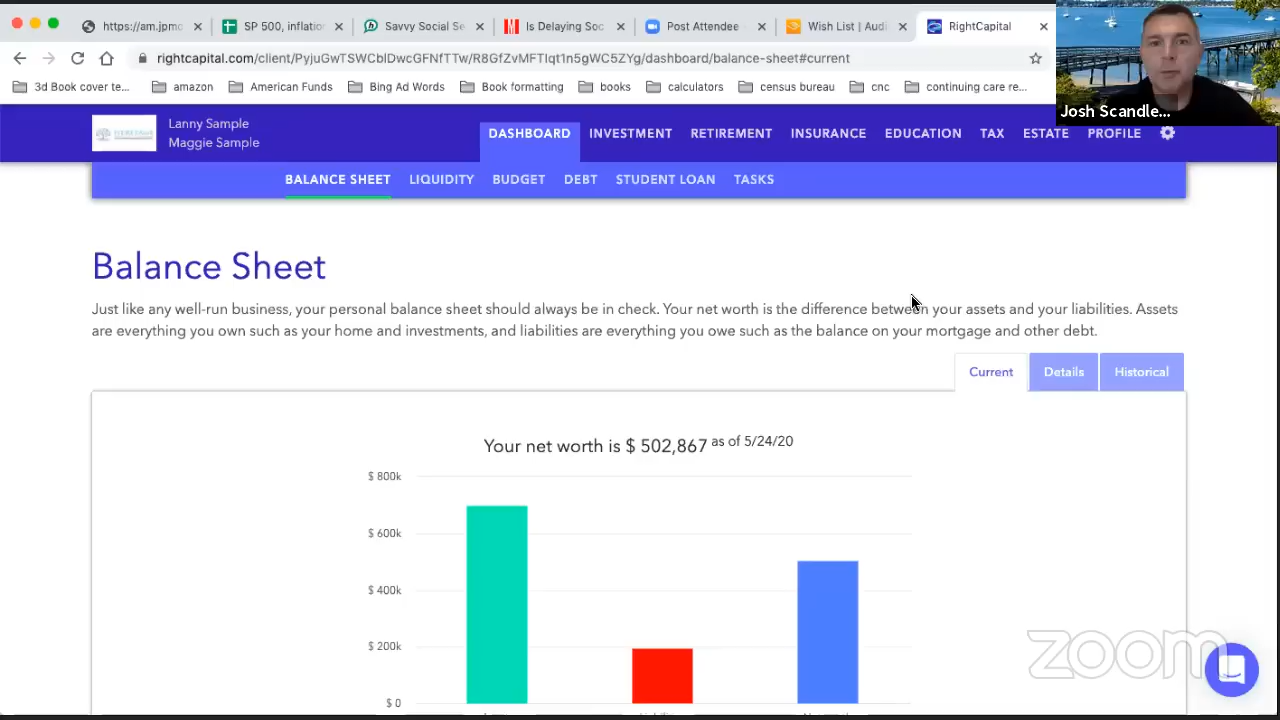 https://am.jpmo
SP 500, inflatio
Savvy Social Se
Is Delaying Soc
Post Attendee
Wish List | Audi
RightCapital
rightcapital.com/client/PyjuGwTSWCblDwcGFNfTTw/R8GfZvMFTIqt1n5gWC5ZYg/dashboard/balance-sheet#current
3d Book cover te...
amazon
American Funds
Bing Ad Words
Book formatting
books
calculators
census bureau
cnc
continuing care re...
Josh Scandle...
Lanny Sample
Maggie Sample
DASHBOARD INVESTMENT RETIREMENT INSURANCE EDUCATION TAX ESTATE PROFILE
BALANCE SHEET LIQUIDITY BUDGET DEBT STUDENT LOAN TASKS
Balance Sheet
Just like any well-run business, your personal balance sheet should always be in check. Your net worth is the difference between your assets and your liabilities. Assets
are everything you own such as your home and investments, and liabilities are everything you owe such as the balance on your mortgage and other debt.
Current Details Historical
Your net worth is $ 502,867 as of 5/24/20
$ 800k
$ 600k
$ 400k
$ 200k
$ 0
zoom